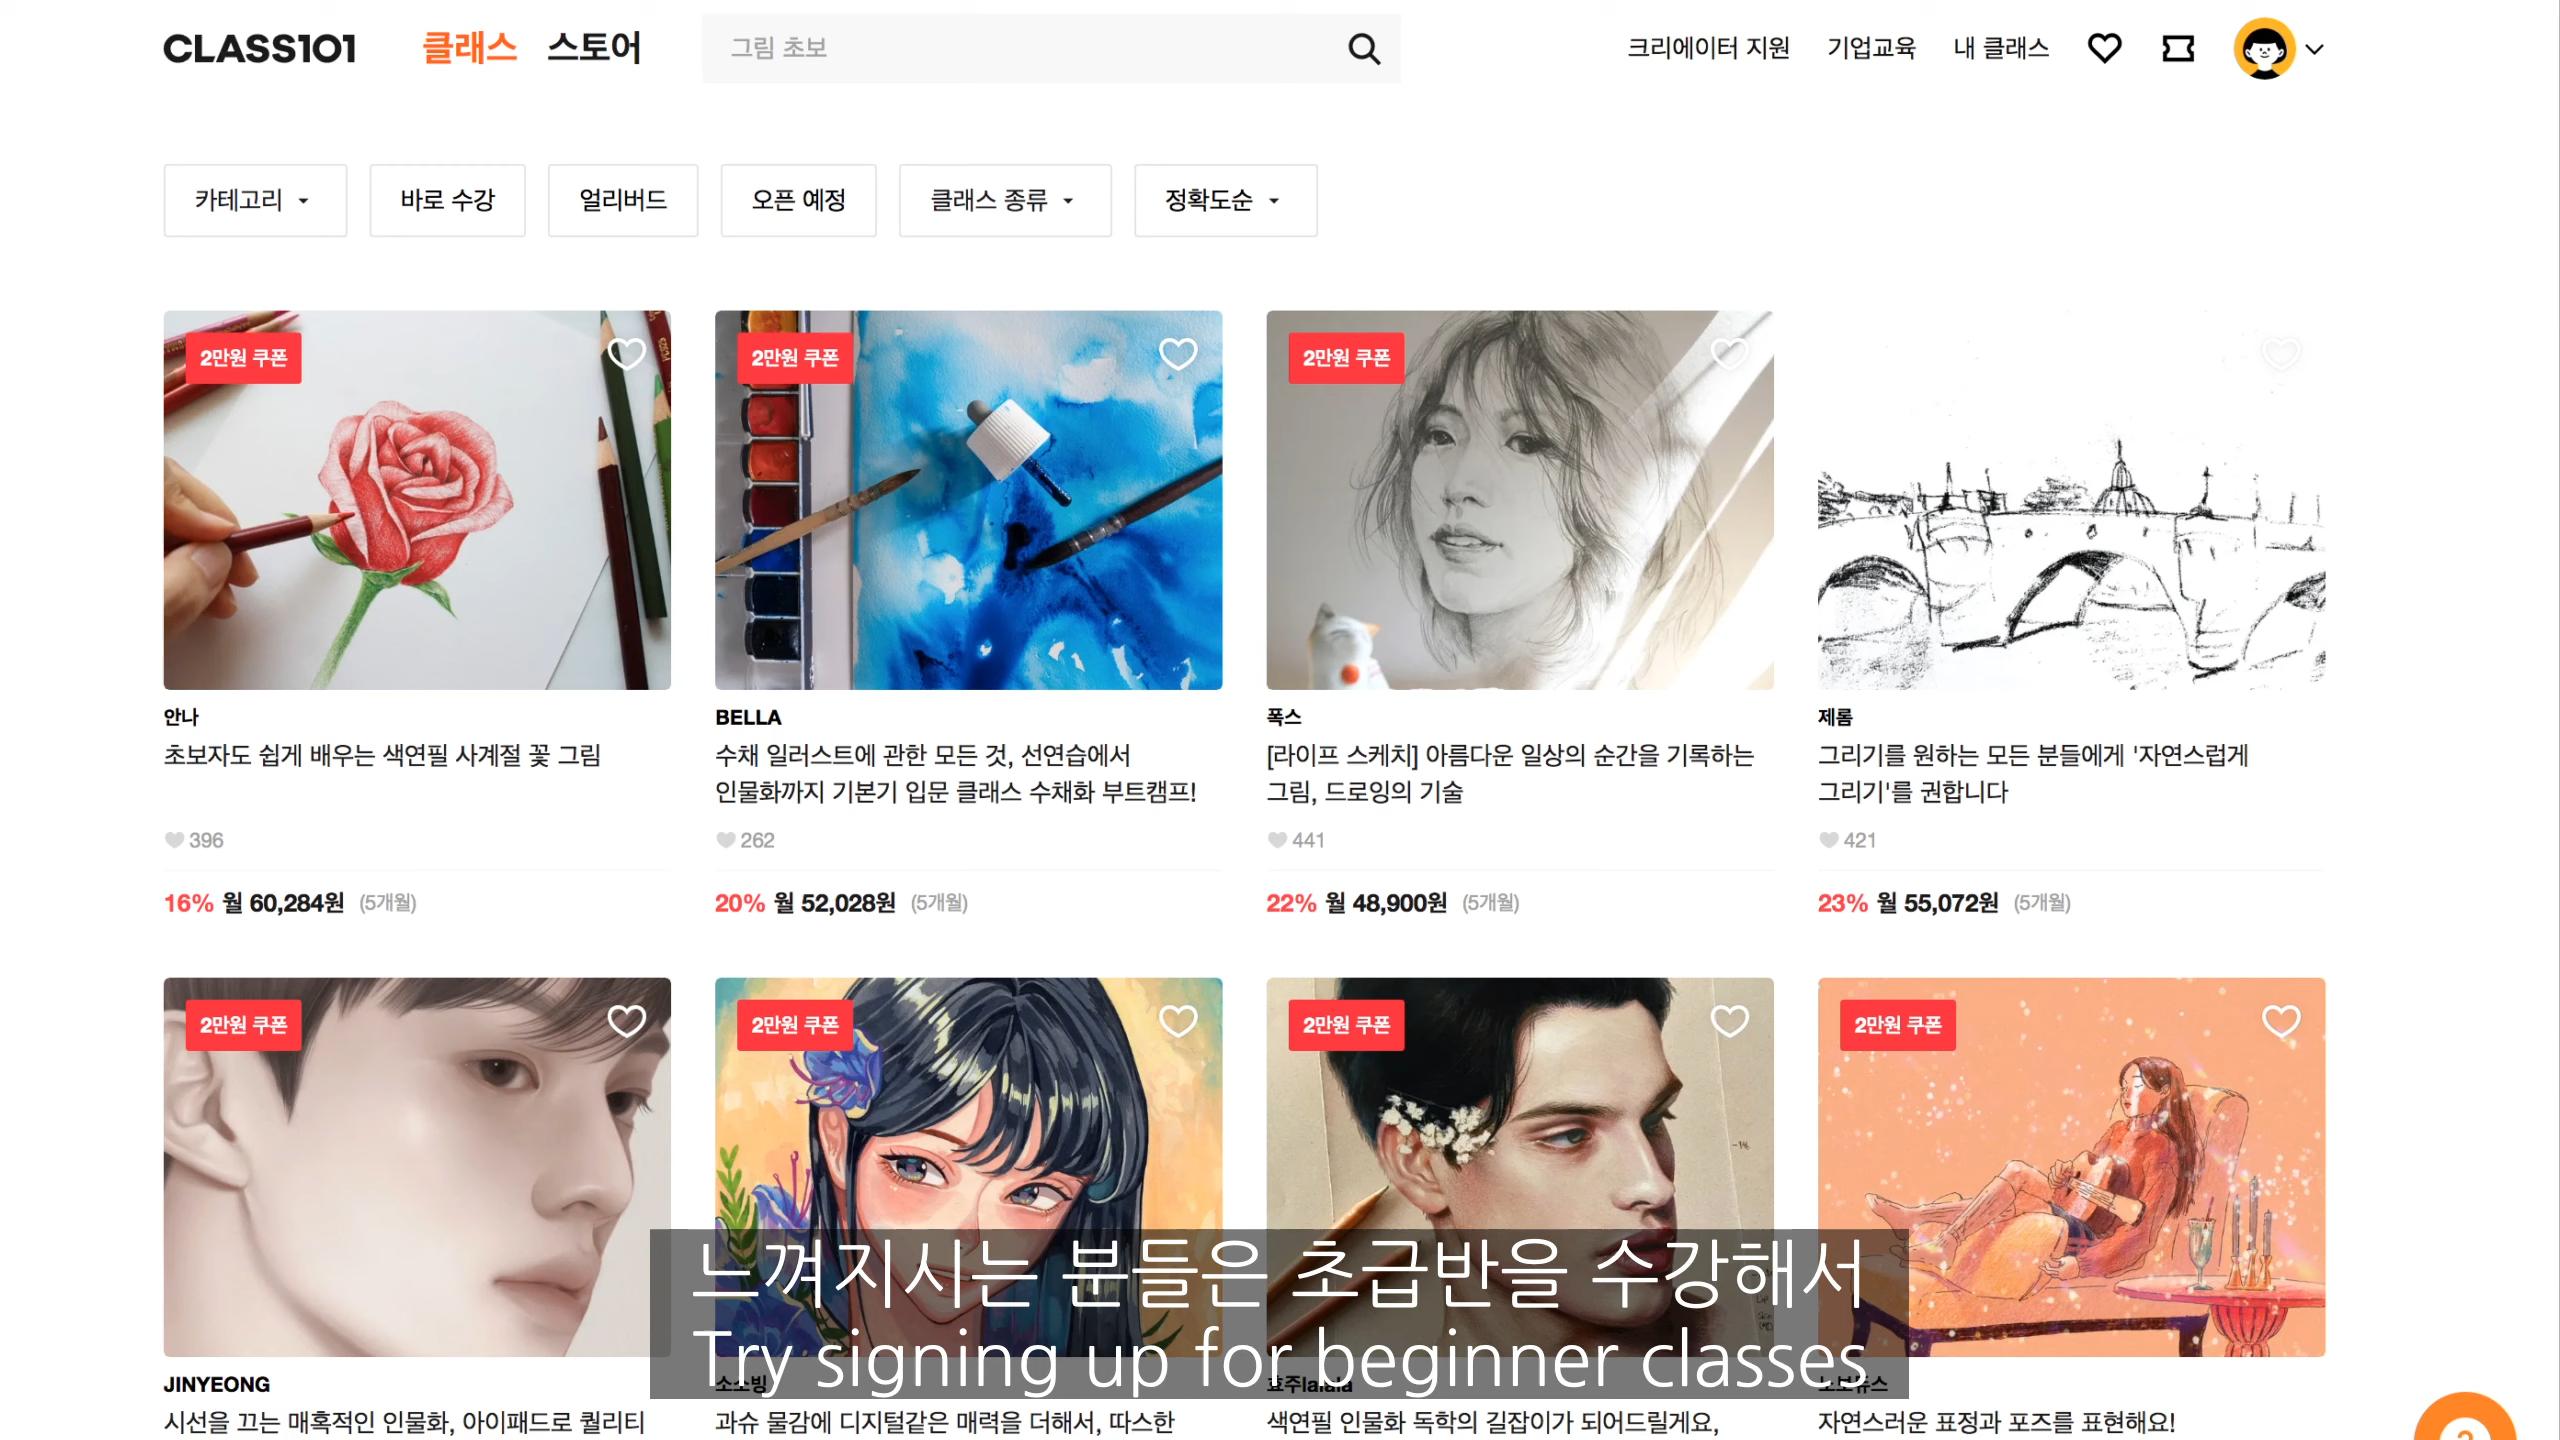 CLASS101
클래스
스토어
그림 초보
크리에이터 지원
기업교육
내 클래스
카테고리
바로 수강
얼리버드
오픈 예정
클래스 종류
정확도순
2만원 쿠폰
2만원 쿠폰
2만원 쿠폰
안나
초보자도 쉽게 배우는 색연필 사계절 꽃 그림
396
16% 월 60,284원 (5개월)
BELLA
수채 일러스트에 관한 모든 것, 선연습에서
인물화까지 기본기 입문 클래스 수채화 부트캠프!
262
20% 월 52,028원 (5개월)
폭스
[라이프 스케치] 아름다운 일상의 순간을 기록하는
그림, 드로잉의 기술
441
22% 월 48,900원 (5개월)
제롬
그리기를 원하는 모든 분들에게 '자연스럽게
그리기'를 권합니다
421
23% 월 55,072원 (5개월)
2만원 쿠폰
2만원 쿠폰
2만원 쿠폰
2만원 쿠폰
느껴지시는 분들은 초급반을 수강해서
Try signing up for beginner classes
JINYEONG
시선을 끄는 매혹적인 인물화, 아이패드로 퀄리티
소소빙
과슈 물감에 디지털같은 매력을 더해서, 따스한
효주lalala
색연필 인물화 독학의 길잡이가 되어드릴게요,
노보듀스
자연스러운 표정과 포즈를 표현해요!